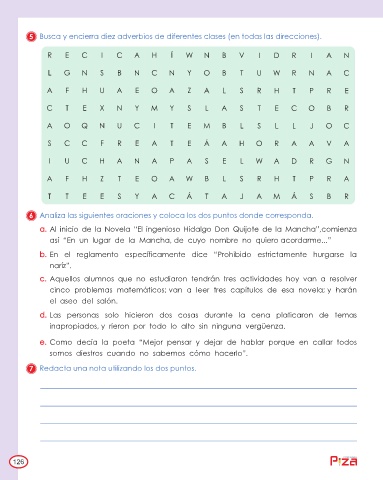 5 Busca y encierra diez adverbios de diferentes clases (en todas las direcciones).
R E C I C A H Í W N B V I D R I A N
L G N S B N C N Y O B T U W R N A C
A F H U A E O A Z A L S R H T P R E
C T E X N Y M Y S L A S T E C O B R
A O Q N U C I T E M B L S L L J O C
S C C F R E A T E Á A H O R A A V A
I U C H A N A P A S E L W A D R G N
A F H Z T E O A W B L S R H T P R A
T T E E S Y A C Á T A J A M Á S B R
6 Analiza las siguientes oraciones y coloca los dos puntos donde corresponda.
a. Al inicio de la Novela "El ingenioso Hidalgo Don Quijote de la Mancha",comienza
así "En un lugar de la Mancha, de cuyo nombre no quiero acordarme..."
b. En el reglamento específicamente dice "Prohibido estrictamente hurgarse la
nariz".
c. Aquellos alumnos que no estudiaron tendrán tres actividades hoy van a resolver
cinco problemas matemáticos; van a leer tres capítulos de esa novela; y harán
el aseo del salón.
d. Las personas solo hicieron dos cosas durante la cena platicaron de temas
inapropiados, y rieron por todo lo alto sin ninguna vergüenza.
e. Como decía la poeta "Mejor pensar y dejar de hablar porque en callar todos
somos diestros cuando no sabemos cómo hacerlo".
7 Redacta una nota utilizando los dos puntos.
126
Piza